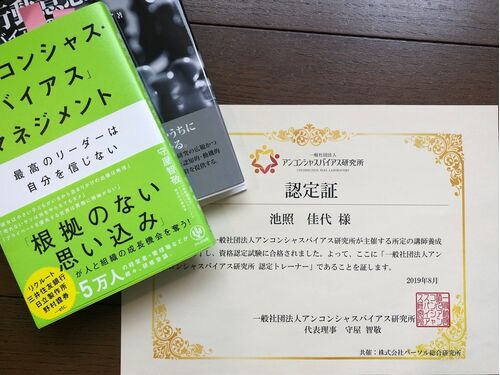 アンコンシャス・
バイアス」
マネジメント
最高のリーダーは
自分を信じない
守屋智敬
「根拠のない
思い込み」
が人と組織の成長機会を奪う!
リクルート
三井住友銀行
日立製作所
野村證券
…etc.
5万人
一般社団法人
アンコンシャスバイアス研究所
UNCONSCIOUS BIAS LABORATORY
認定証
池照 佳代 様
一般社団法人アンコンシャスバイアス研究所が主催する所定の講師養成
し、資格認定試験に合格されました。よって、ここに「一般社団法人アン
コンシャスバイアス研究所 認定トレーナー」であることを証します。
2019年8月
一般社団法人アンコンシャスバイアス研究所
代表理事 守屋 智敬
共催:株式会社パーソル総合研究所